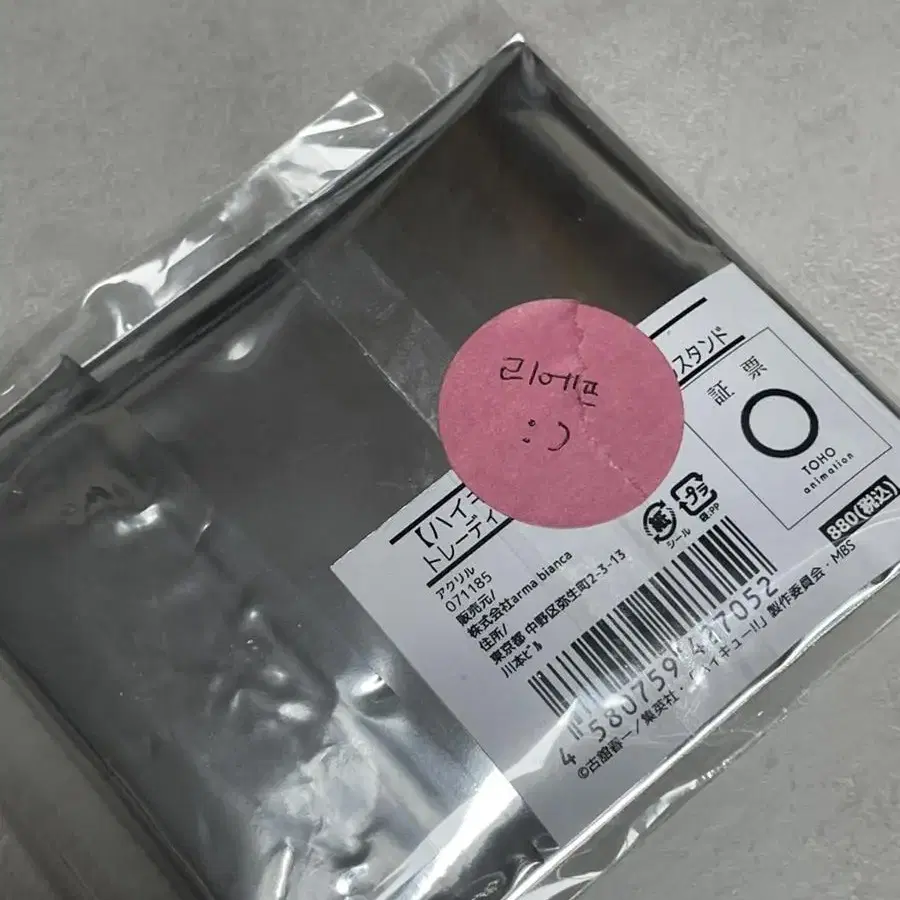 리에프
:)
【ハイキ
トレーディ
スタンド
アクリル
071185
販売元/
株式会社arma bianca
住所/
東京都 中野区弥生町2-3-13
川本ビル
紙
シール
プラ
袋:PP
証 票
TOHO
animation
880(税込)
4 580759 427052
©古舘春一/集英社・「ハイキュー!!」製作委員会・MBS